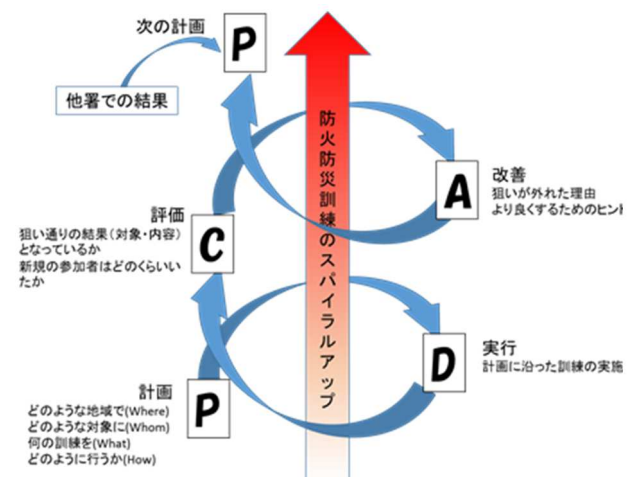 次の計画
P
他署での結果
防火防災訓練のスパイラルアップ
A
改善
狙いが外れた理由
より良くするためのヒント
評価
狙い通りの結果(対象・内容)
となっているか
新規の参加者はどのくらいい
たか
C
D
実行
計画に沿った訓練の実施
計画
P
どのような地域で(Where)
どのような対象に(Whom)
何の訓練を(What)
どのように行うか(How)